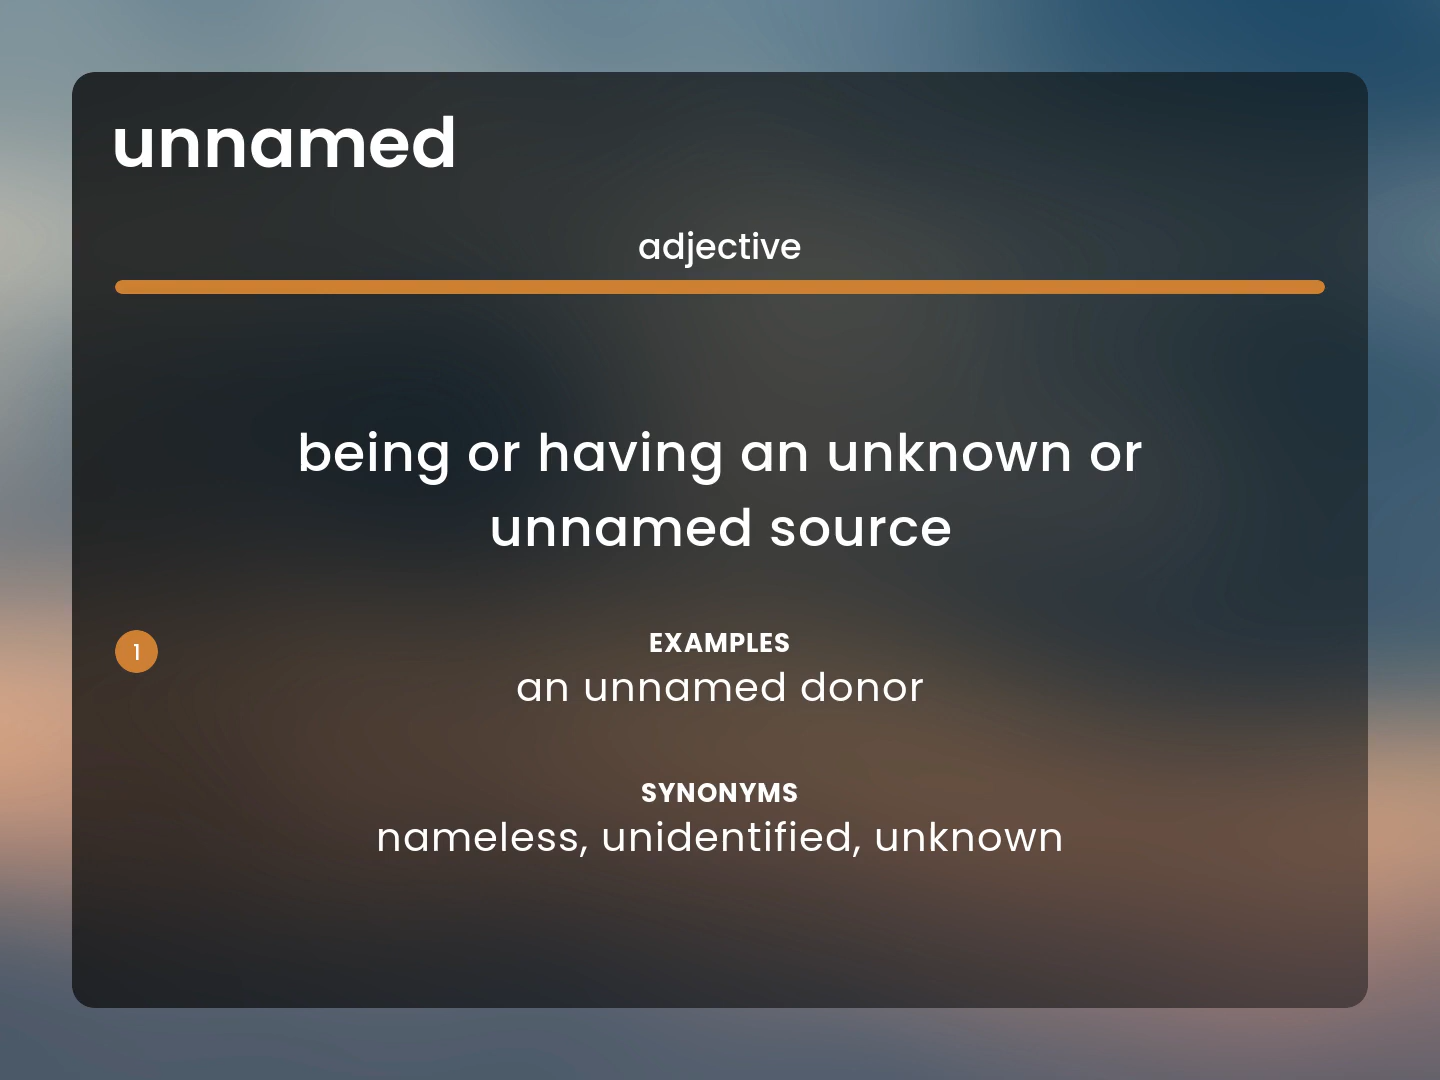 unnamed
adjective
being or having an unknown or
unnamed source
1
EXAMPLES
an unnamed donor
SYNONYMS
nameless, unidentified, unknown